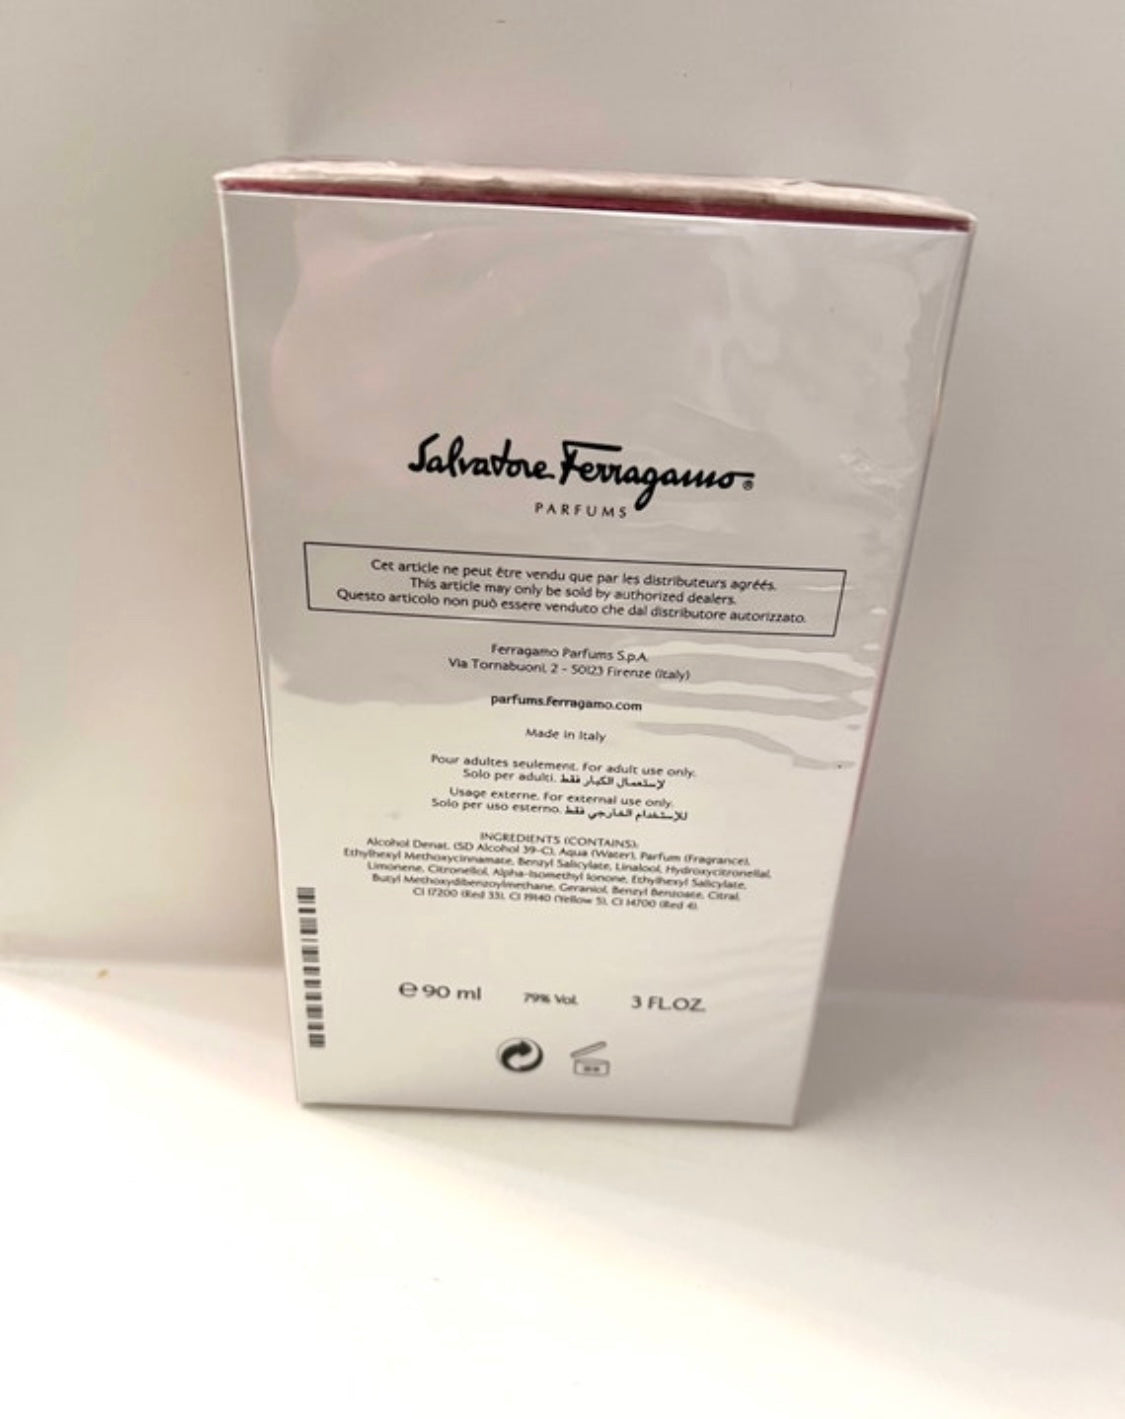 Salvatore Ferragamo®
PARFUMS
Cet article ne peut être vendu que par les distributeurs agréés.
This article may only be sold by authorized dealers.
Questo articolo non può essere venduto che dal distributore autorizzato.
Ferragamo Parfums S.p.A.
Via Tornabuoni, 2 - 50123 Firenze (Italy)
parfums.ferragamo.com
Made in Italy
Pour adultes seulement. For adult use only.
Solo per adulti. لإستعمال الكبار فقط
Usage externe. For external use only.
Solo per uso esterno. للإستخدام الخارجي فقط
INGREDIENTS (CONTAINS):
Alcohol Denat. (SD Alcohol 39-C), Aqua (Water), Parfum (Fragrance),
Ethylhexyl Methoxycinnamate, Benzyl Salicylate, Linalool, Hydroxycitronellal,
Limonene, Citronellol, Alpha-Isomethyl Ionone, Ethylhexyl Salicylate,
Butyl Methoxydibenzoylmethane, Geraniol, Benzyl Benzoate, Citral,
CI 17200 (Red 33), CI 19140 (Yellow 5), CI 14700 (Red 4).
℮ 90 ml 79% Vol. 3 FL.OZ.